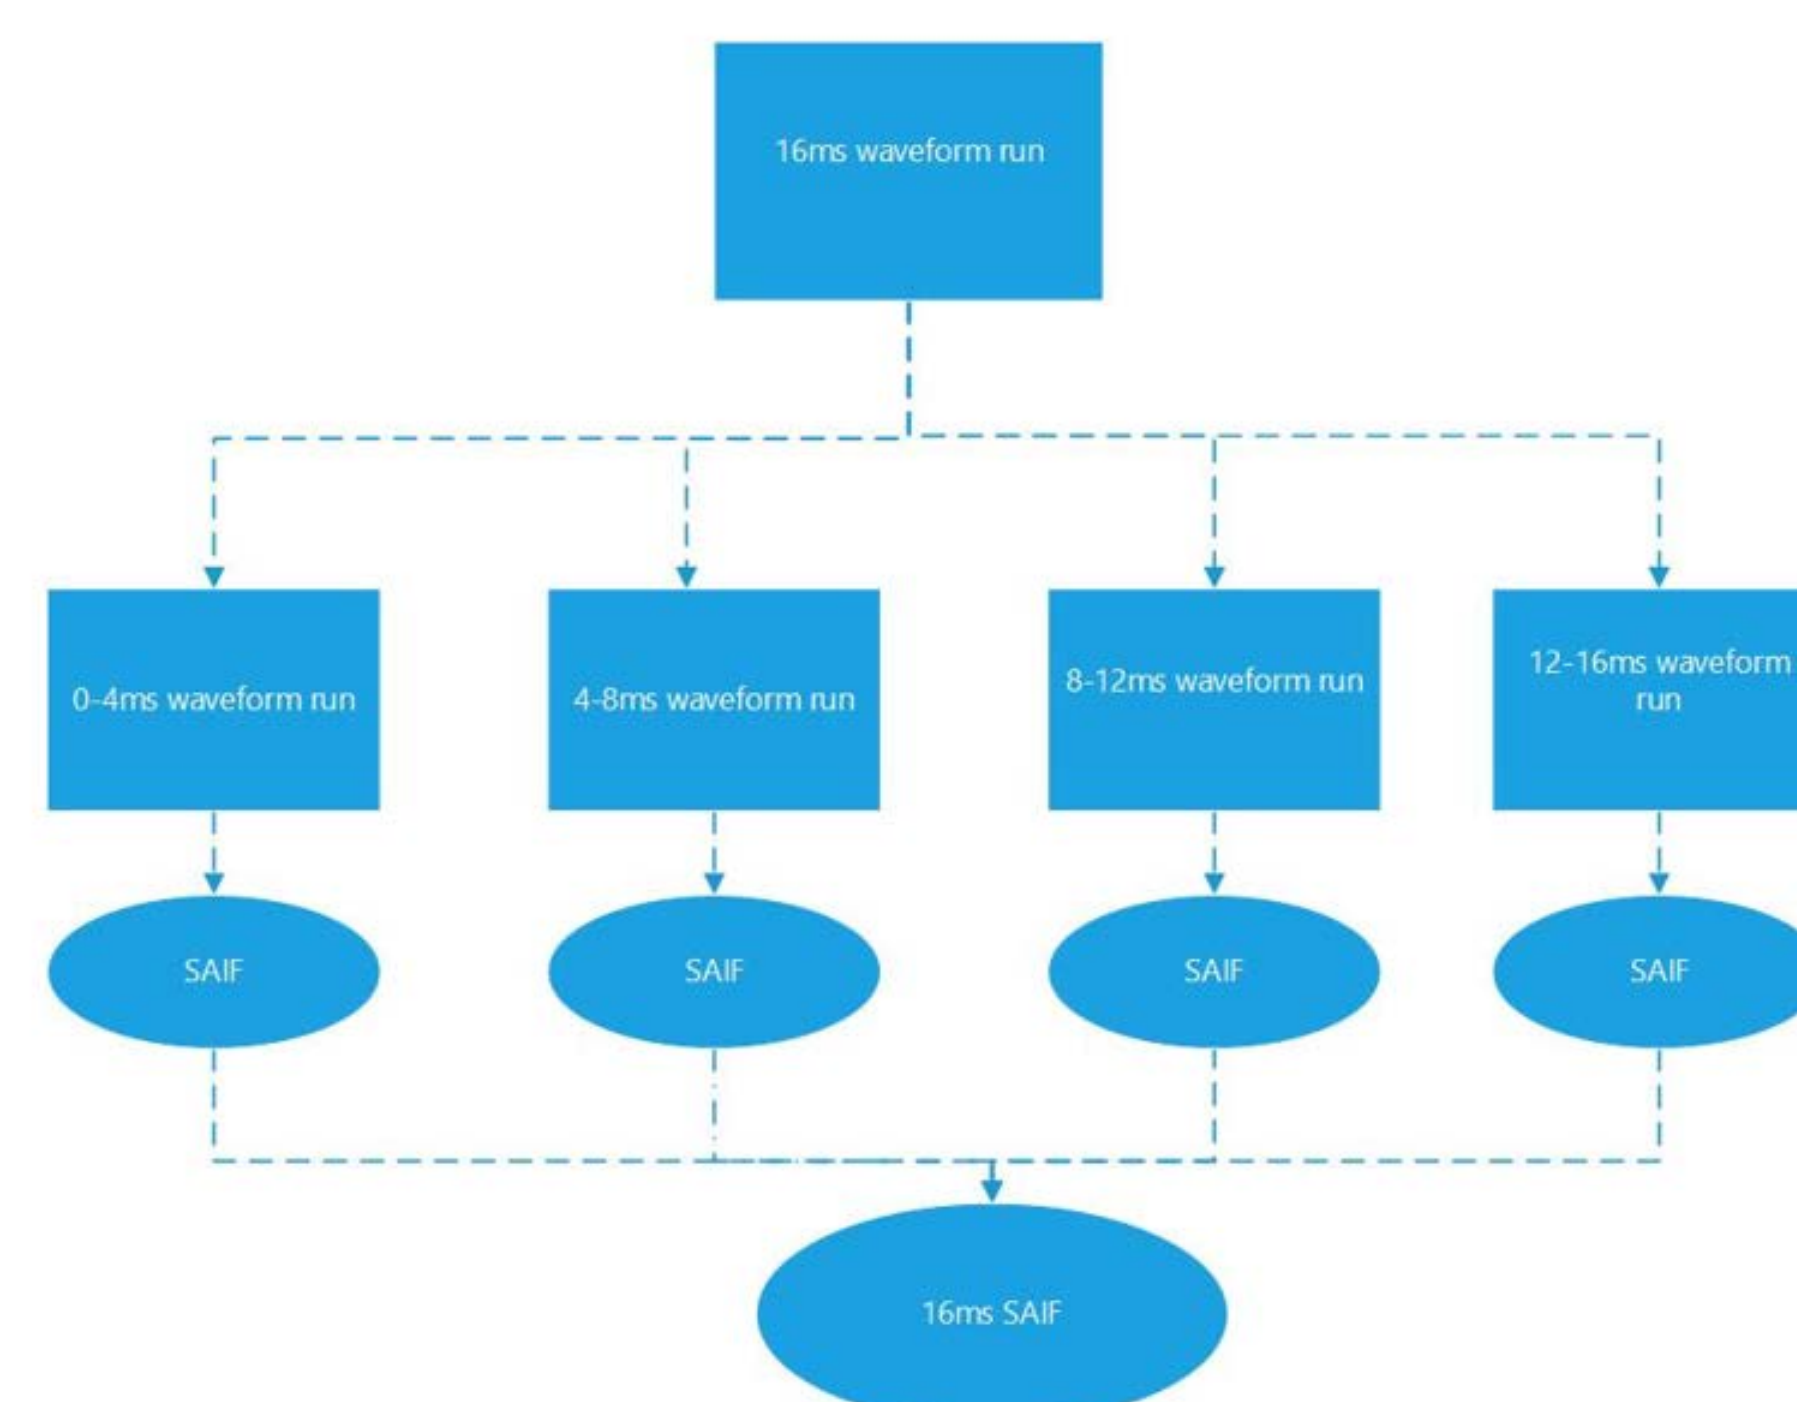 16ms waveform run
0-4ms waveform run
4-8ms waveform run
8-12ms waveform run
12-16ms waveform
run
SAIF
SAIF
SAIF
SAIF
16ms SAIF